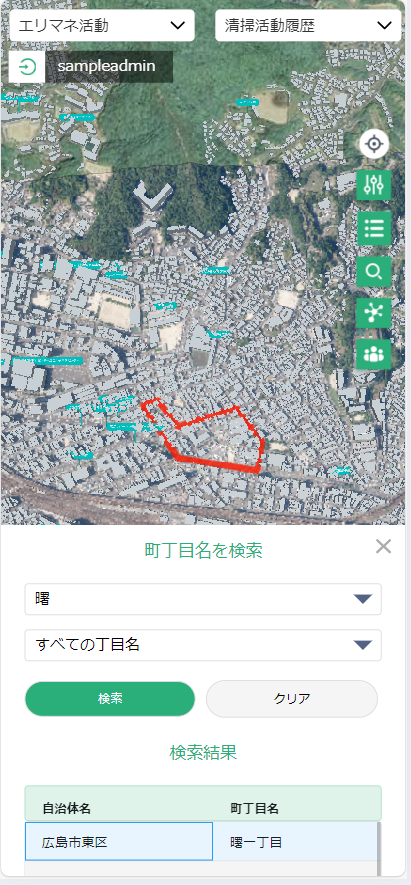 エリマネ活動
清掃活動履歴
sampleadmin
町丁目名を検索
曙
すべての丁目名
検索
クリア
検索結果
自治体名
町丁目名
広島市東区
曙一丁目